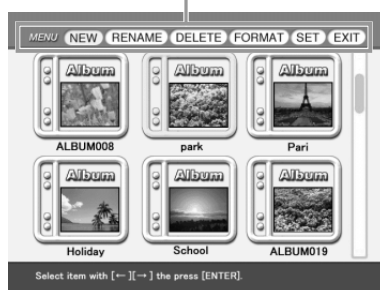 MENU NEW RENAME DELETE FORMAT SET EXIT
Album Album Album
ALBUM008 park Pari
Album Album Album
Holiday School ALBUM019
Select item with [←][→] the press [ENTER].